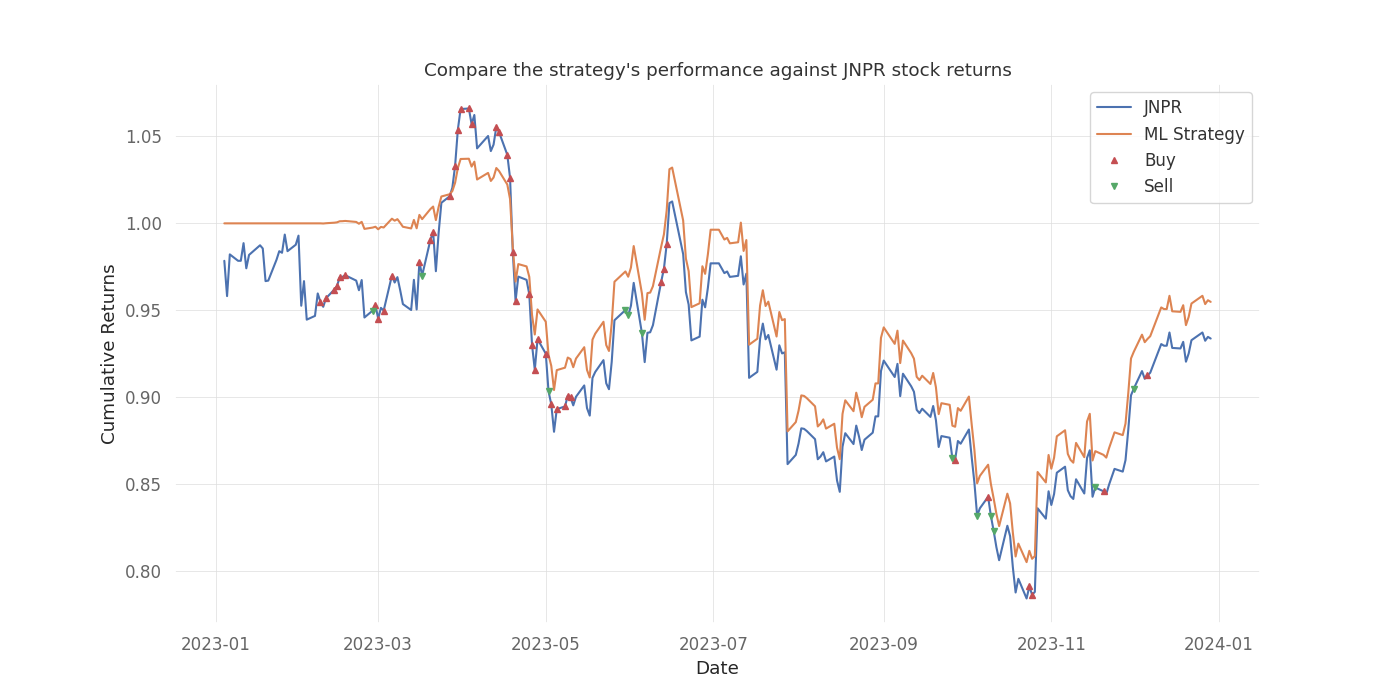 Compare the strategy's performance against JNPR stock returns
JNPR
ML Strategy
Buy
Sell
1.05
1.00
0.95
0.90
0.85
0.80
Cumulative Returns
2023-01
2023-03
2023-05
2023-07
2023-09
2023-11
2024-01
Date